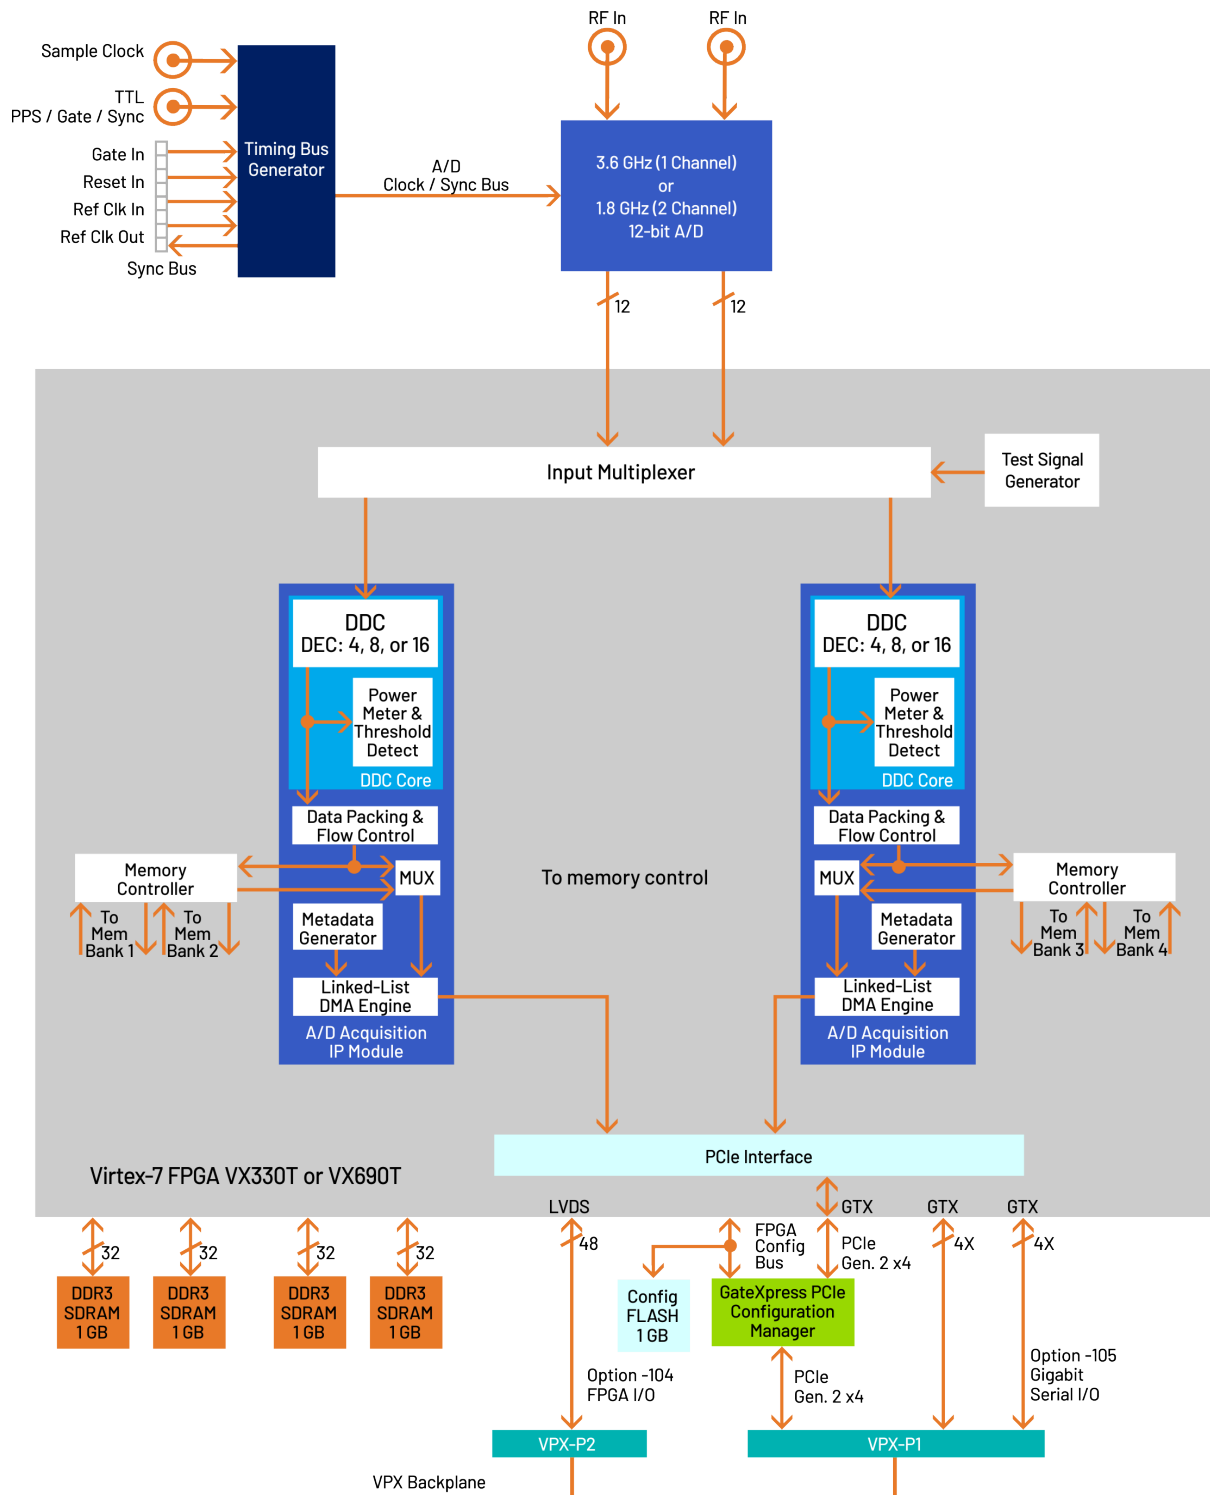 RF In
RF In
Sample Clock
TTL
PPS / Gate / Sync
Gate In
Reset In
Ref Clk In
Ref Clk Out
Sync Bus
Timing Bus
Generator
A/D
Clock / Sync Bus
3.6 GHz (1 Channel)
or
1.8 GHz (2 Channel)
12-bit A/D
12
12
Input Multiplexer
Test Signal
Generator
DDC
DEC: 4, 8, or 16
Power
Meter &
Threshold
Detect
DDC Core
Data Packing &
Flow Control
MUX
Metadata
Generator
Linked-List
DMA Engine
A/D Acquisition
IP Module
Memory
Controller
To
Mem
Bank 1
To
Mem
Bank 2
To memory control
DDC
DEC: 4, 8, or 16
Power
Meter &
Threshold
Detect
DDC Core
Data Packing &
Flow Control
MUX
Metadata
Generator
Linked-List
DMA Engine
A/D Acquisition
IP Module
Memory
Controller
To
Mem
Bank 3
To
Mem
Bank 4
PCIe Interface
Virtex-7 FPGA VX330T or VX690T
LVDS
GTX
GTX
GTX
32
32
32
32
48
FPGA
Config
Bus
PCIe
Gen. 2 x4
4X
4X
DDR3
SDRAM
1 GB
DDR3
SDRAM
1 GB
DDR3
SDRAM
1 GB
DDR3
SDRAM
1 GB
Config
FLASH
1 GB
GateXpress PCIe
Configuration
Manager
Option -104
FPGA I/O
PCIe
Gen. 2 x4
Option -105
Gigabit
Serial I/O
VPX-P2
VPX-P1
VPX Backplane